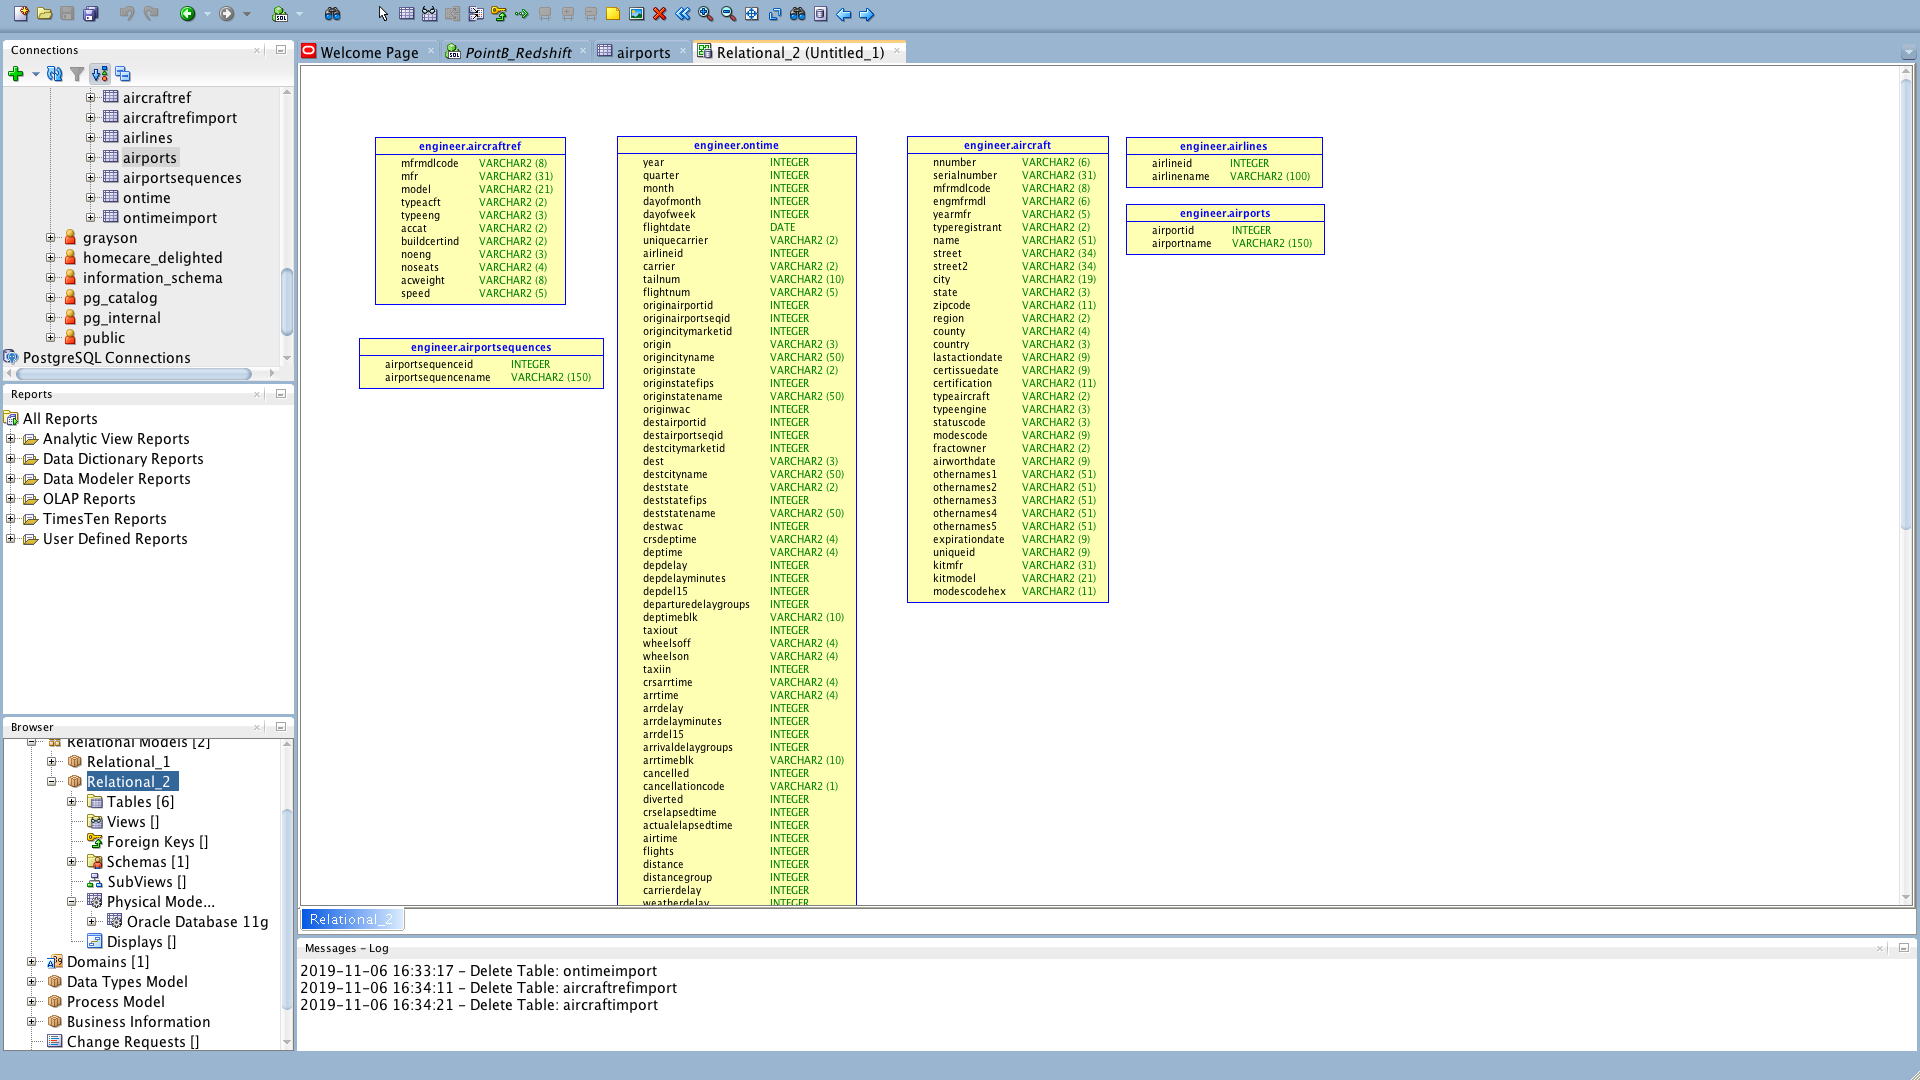 Connections
aircraftref
aircraftrefimport
airlines
airports
airportsequences
ontime
ontimeimport
grayson
homecare_delighted
information_schema
pg_catalog
pg_internal
public
PostgreSQL Connections
Reports
All Reports
Analytic View Reports
Data Dictionary Reports
Data Modeler Reports
OLAP Reports
TimesTen Reports
User Defined Reports
Browser
Relational Models [2]
Relational_1
Relational_2
Tables [6]
Views []
Foreign Keys []
Schemas [1]
SubViews []
Physical Mode...
Oracle Database 11g
Displays []
Domains [1]
Data Types Model
Process Model
Business Information
Change Requests []
Welcome Page
PointB_Redshift
airports
Relational_2 (Untitled_1)
engineer.aircraftref
mfrmdlcode VARCHAR2 (8)
mfr VARCHAR2 (31)
model VARCHAR2 (21)
typeacft VARCHAR2 (2)
typeeng VARCHAR2 (3)
accat VARCHAR2 (2)
buildcertind VARCHAR2 (2)
noeng VARCHAR2 (3)
noseats VARCHAR2 (4)
acweight VARCHAR2 (8)
speed VARCHAR2 (5)
engineer.airportsequences
airportsequenceid INTEGER
airportsequencename VARCHAR2 (150)
engineer.ontime
year INTEGER
quarter INTEGER
month INTEGER
dayofmonth INTEGER
dayofweek INTEGER
flightdate DATE
uniquecarrier VARCHAR2 (2)
airlineid INTEGER
carrier VARCHAR2 (2)
tailnum VARCHAR2 (10)
flightnum VARCHAR2 (5)
originairportid INTEGER
originairportseqid INTEGER
origincitymarketid INTEGER
origin VARCHAR2 (3)
origincityname VARCHAR2 (50)
originstate VARCHAR2 (2)
originstatefips INTEGER
originstatename VARCHAR2 (50)
originwac INTEGER
destairportid INTEGER
destairportseqid INTEGER
destcitymarketid INTEGER
dest VARCHAR2 (3)
destcityname VARCHAR2 (50)
deststate VARCHAR2 (2)
deststatefips INTEGER
deststatename VARCHAR2 (50)
destwac INTEGER
crsdeptime VARCHAR2 (4)
deptime VARCHAR2 (4)
depdelay INTEGER
depdelayminutes INTEGER
depdel15 INTEGER
departuredelaygroups INTEGER
deptimeblk VARCHAR2 (10)
taxiout INTEGER
wheelsoff VARCHAR2 (4)
wheelson VARCHAR2 (4)
taxiin INTEGER
crsarrtime VARCHAR2 (4)
arrtime VARCHAR2 (4)
arrdelay INTEGER
arrdelayminutes INTEGER
arrdel15 INTEGER
arrivaldelaygroups INTEGER
arrtimeblk VARCHAR2 (10)
cancelled INTEGER
cancellationcode VARCHAR2 (1)
diverted INTEGER
crselapsedtime INTEGER
actualelapsedtime INTEGER
airtime INTEGER
flights INTEGER
distance INTEGER
distancegroup INTEGER
carrierdelay INTEGER
weatherdelay INTEGER
engineer.aircraft
nnumber VARCHAR2 (6)
serialnumber VARCHAR2 (31)
mfrmdlcode VARCHAR2 (8)
engmfrmdl VARCHAR2 (6)
yearmfr VARCHAR2 (5)
typeregistrant VARCHAR2 (2)
name VARCHAR2 (51)
street VARCHAR2 (34)
street2 VARCHAR2 (34)
city VARCHAR2 (19)
state VARCHAR2 (3)
zipcode VARCHAR2 (11)
region VARCHAR2 (2)
county VARCHAR2 (4)
country VARCHAR2 (3)
lastactiondate VARCHAR2 (9)
certissuedate VARCHAR2 (9)
certification VARCHAR2 (11)
typeaircraft VARCHAR2 (2)
typeengine VARCHAR2 (3)
statuscode VARCHAR2 (3)
modescode VARCHAR2 (9)
fractowner VARCHAR2 (2)
airworthdate VARCHAR2 (9)
othernames1 VARCHAR2 (51)
othernames2 VARCHAR2 (51)
othernames3 VARCHAR2 (51)
othernames4 VARCHAR2 (51)
othernames5 VARCHAR2 (51)
expirationdate VARCHAR2 (9)
uniqueid VARCHAR2 (9)
kitmfr VARCHAR2 (31)
kitmodel VARCHAR2 (21)
modescodehex VARCHAR2 (11)
engineer.airlines
airlineid INTEGER
airlinename VARCHAR2 (100)
engineer.airports
airportid INTEGER
airportname VARCHAR2 (150)
Relational_2
Messages - Log
2019-11-06 16:33:17 - Delete Table: ontimeimport
2019-11-06 16:34:11 - Delete Table: aircraftrefimport
2019-11-06 16:34:21 - Delete Table: aircraftimport